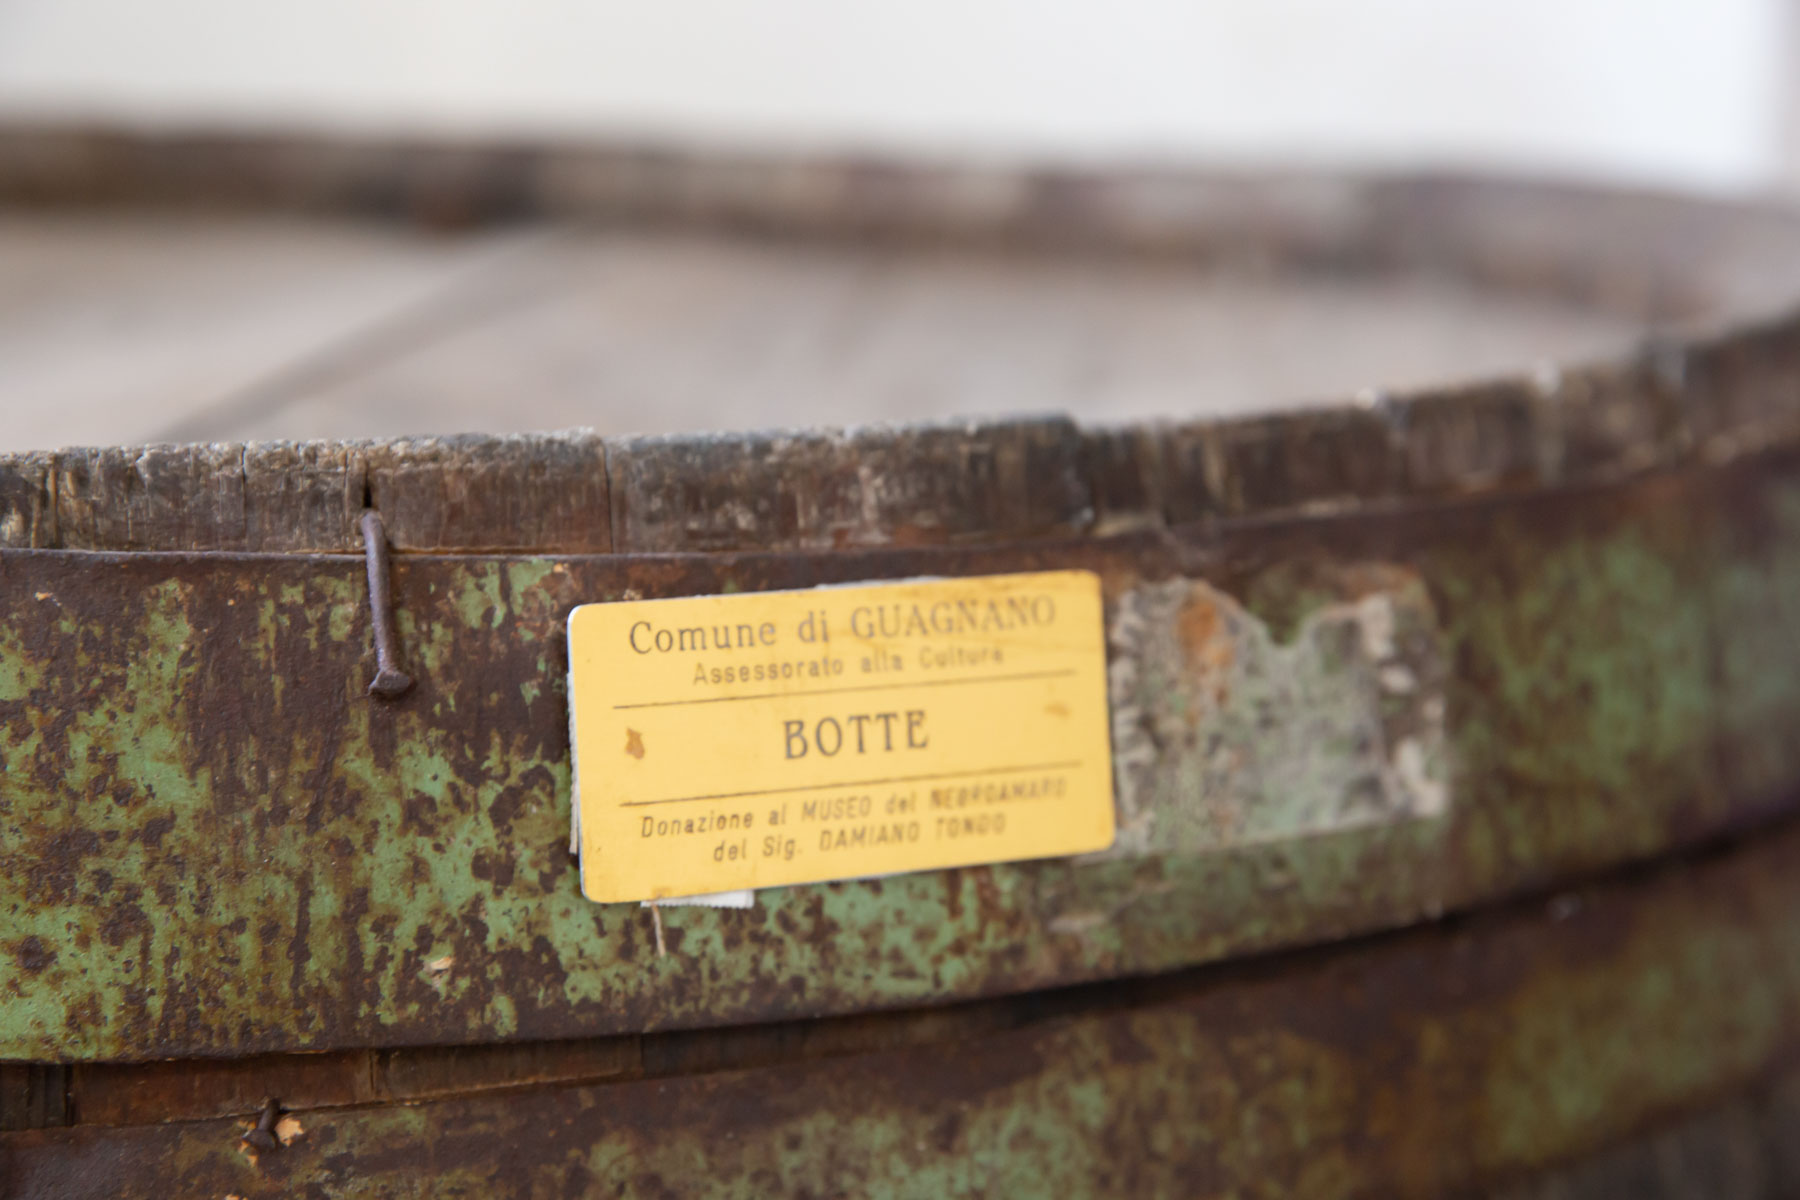 Comune di GUAGNANO
Assessorato alla Cultura
BOTTE
Donazione al MUSEO del NEGROAMARO
del Sig. DAMIANO TONDO